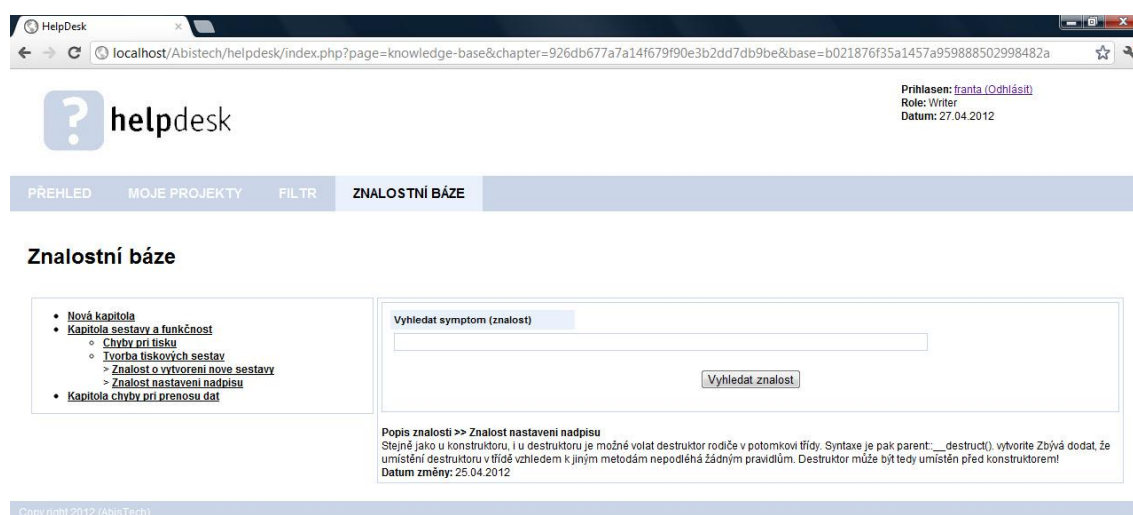 HelpDesk
localhost/Abistech/helpdesk/index.php?page=knowledge-base&chapter=926db677a7a14f679f90e3b2dd7db9be&base=b021876f35a1457a959888502998482a
Prihlasen: franta (Odhlásit)
Role: Writer
Datum: 27.04.2012
? helpdesk
PŘEHLED MOJE PROJEKTY FILTR ZNALOSTNÍ BÁZE
Znalostní báze
Nová kapitola
Kapitola sestavy a funkčnost
Chyby pri tisku
Tvorba tiskových sestav
> Znalost o vytvoreni nove sestavy
> Znalost nastaveni nadpisu
Kapitola chyby pri prenosu dat
Vyhledat symptom (znalost)
Vyhledat znalost
Popis znalosti >> Znalost nastaveni nadpisu
Stejně jako u konstruktoru, i u destruktoru je možné volat destruktor rodiče v potomkovi třídy. Syntaxe je pak parent::__destruct(). vytvorite Zbývá dodat, že
umístění destruktoru v třídě vzhledem k jiným metodám nepodléhá žádným pravidlům. Destruktor může být tedy umístěn před konstruktorem!
Datum změny: 25.04.2012
Copyright 2012 (AbisTech)